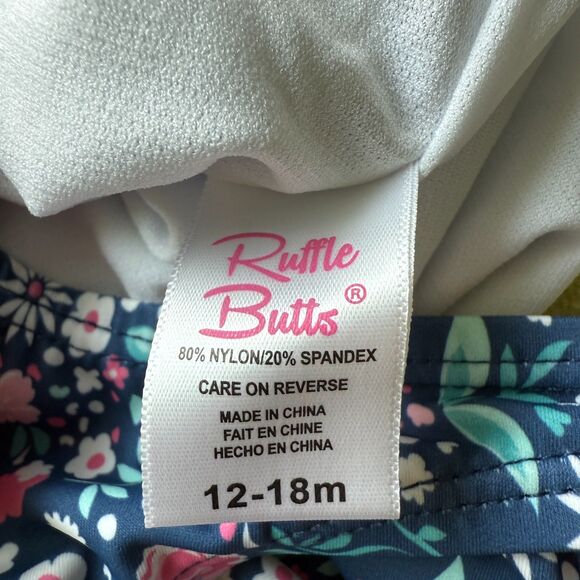 Ruffle
Butts®
80% NYLON/20% SPANDEX
CARE ON REVERSE
MADE IN CHINA
FAIT EN CHINE
HECHO EN CHINA
12-18m